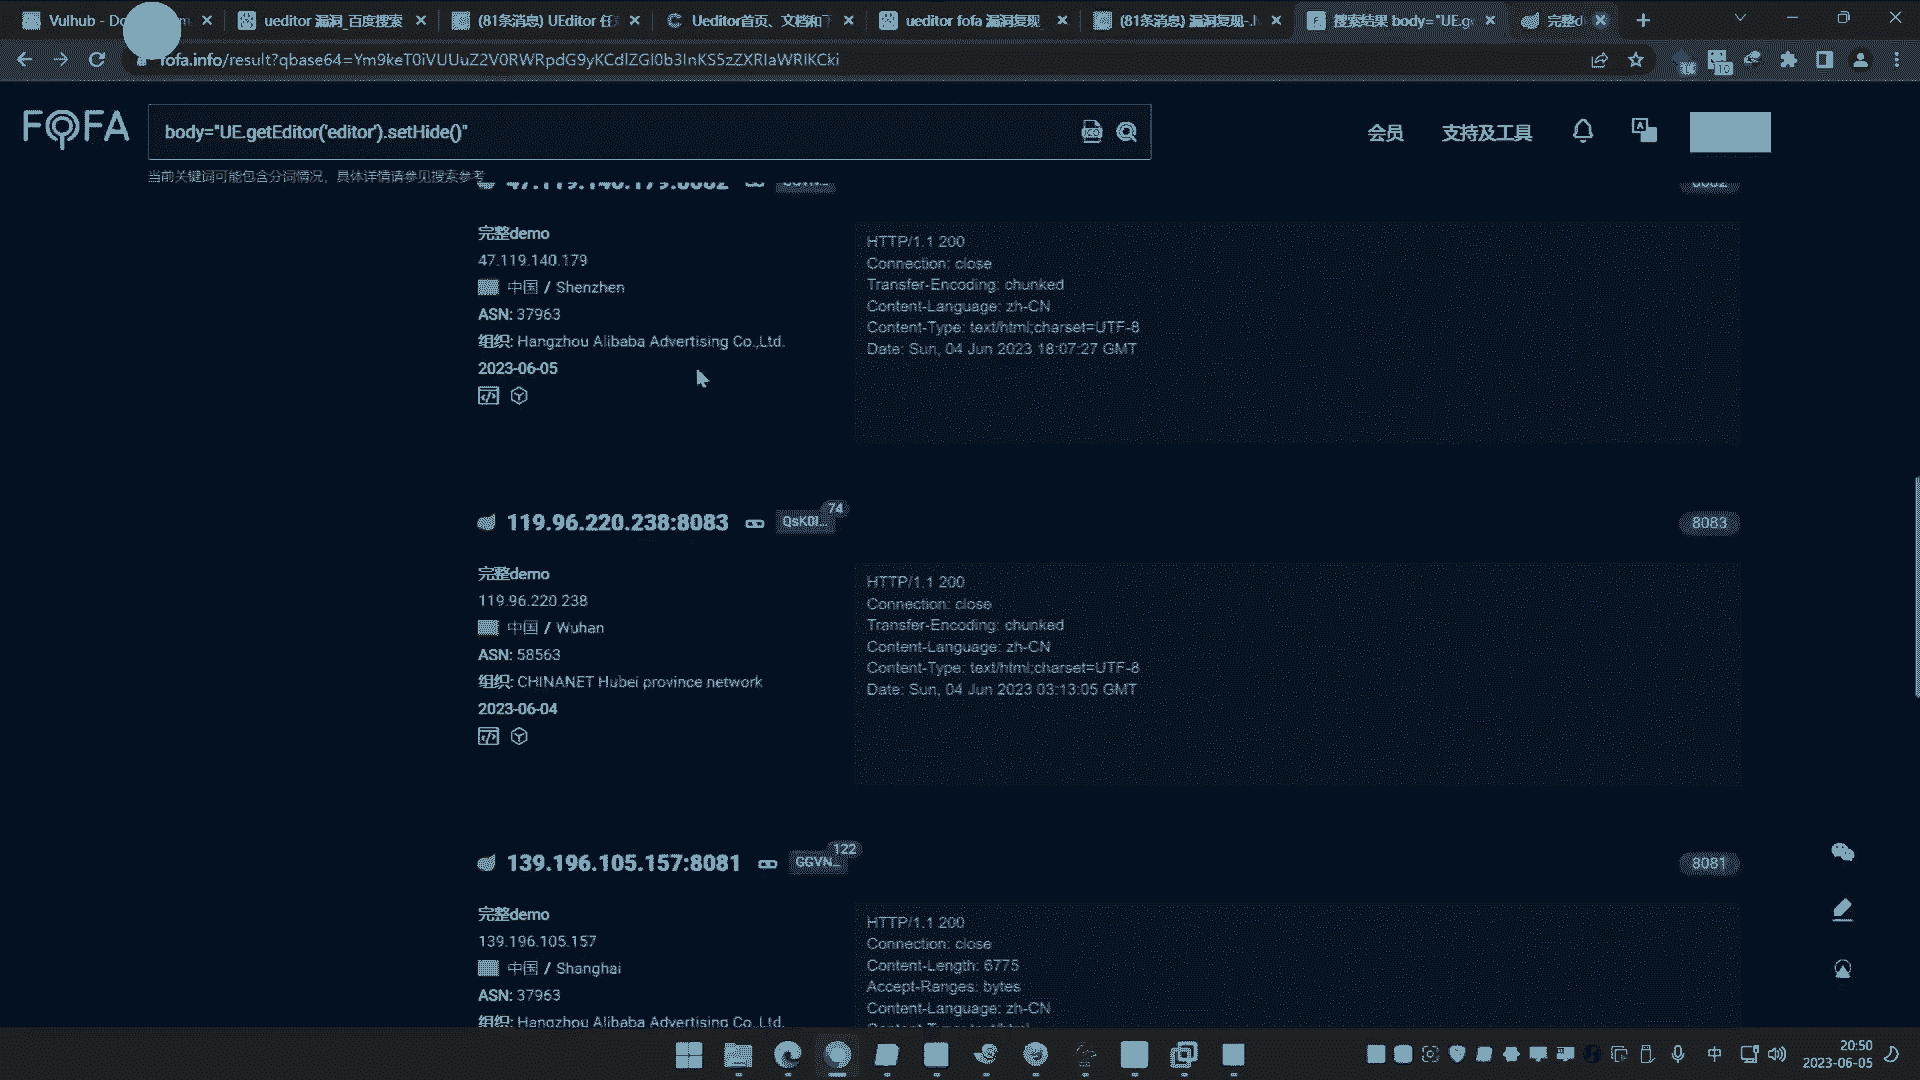 Vulhub - Do
ueditor 漏洞_百度搜索
(81条消息) UEditor 任
Ueditor首页、文档和下
ueditor fofa 漏洞复现
(81条消息) 漏洞复现-.
搜索结果 body="UE.g
完整d
fofa.info/result?qbase64=Ym9keT0iVUUuZ2V0RWRpdG9yKCdlZGl0b3InKS5zZXRIaWRlKCki
10
FOFA
body="UE.getEditor('editor').setHide()"
ICO
会员
支持及工具
当前关键词可能包含分词情况，具体详情请参见搜索参考
47.119.140.179:8082
8082
完整demo
47.119.140.179
中国 / Shenzhen
ASN: 37963
组织: Hangzhou Alibaba Advertising Co.,Ltd.
2023-06-05
HTTP/1.1 200
Connection: close
Transfer-Encoding: chunked
Content-Language: zh-CN
Content-Type: text/html;charset=UTF-8
Date: Sun, 04 Jun 2023 18:07:27 GMT
119.96.220.238:8083
QsK0l...
74
8083
完整demo
119.96.220.238
中国 / Wuhan
ASN: 58563
组织: CHINANET Hubei province network
2023-06-04
HTTP/1.1 200
Connection: close
Transfer-Encoding: chunked
Content-Language: zh-CN
Content-Type: text/html;charset=UTF-8
Date: Sun, 04 Jun 2023 03:13:05 GMT
139.196.105.157:8081
GGVN...
122
8081
完整demo
139.196.105.157
中国 / Shanghai
ASN: 37963
组织: Hangzhou Alibaba Advertising Co.,Ltd.
HTTP/1.1 200
Connection: close
Content-Length: 6775
Accept-Ranges: bytes
Content-Language: zh-CN
中
20:50
2023-06-05